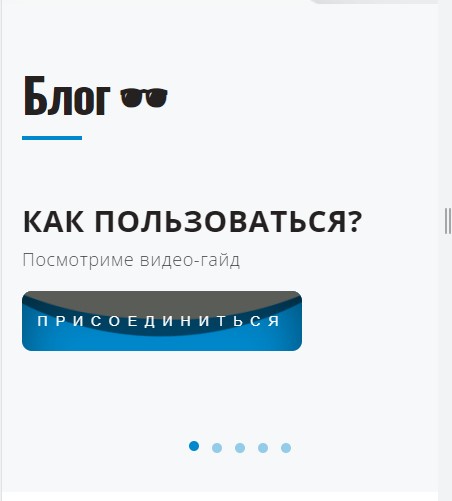 Блог 🕶️
КАК ПОЛЬЗОВАТЬСЯ?
Посмотриме видео-гайд
ПРИСОЕДИНИТЬСЯ